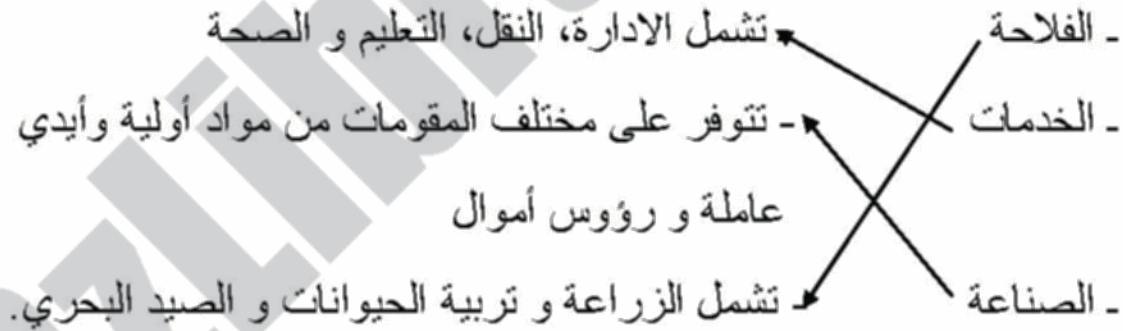 - الفلاحة - تشمل الادارة، النقل، التعليم و الصحة
- الخدمات - تتوفر على مختلف المقومات من مواد أولية وأيدي
عاملة و رؤوس أموال
- الصناعة - تشمل الزراعة و تربية الحيوانات و الصيد البحري.